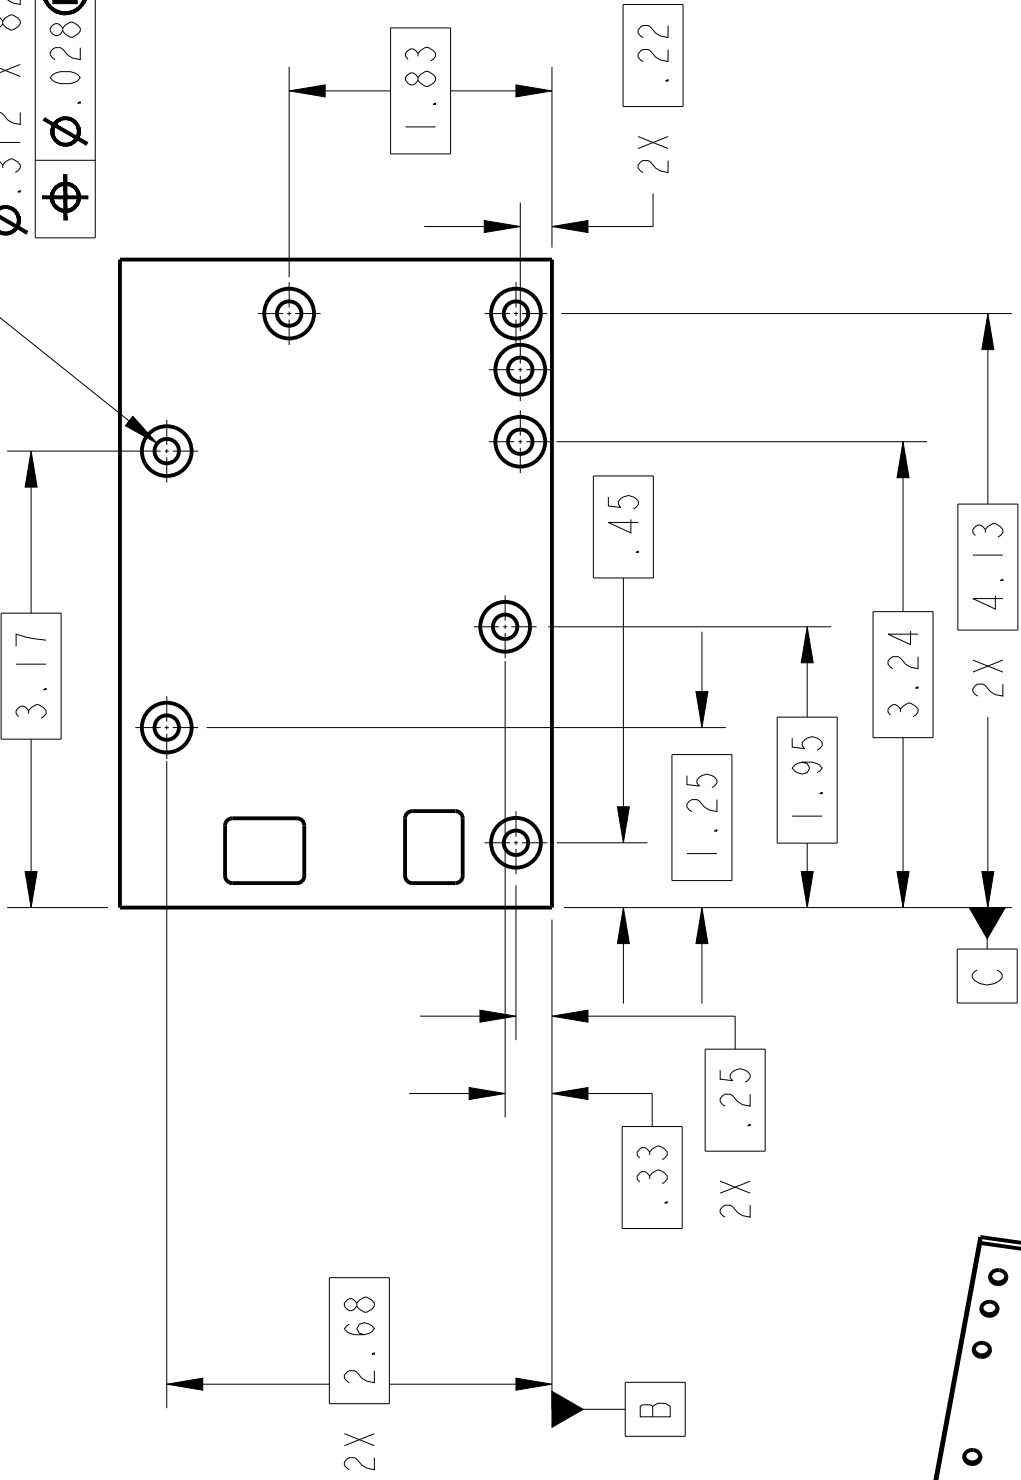 .312 X 82
⌖ ⌀.028
1.83
2X .22
3.17
.45
1.25
1.95
3.24
2X 4.13
C
2X .25
.33
2X 2.68
B